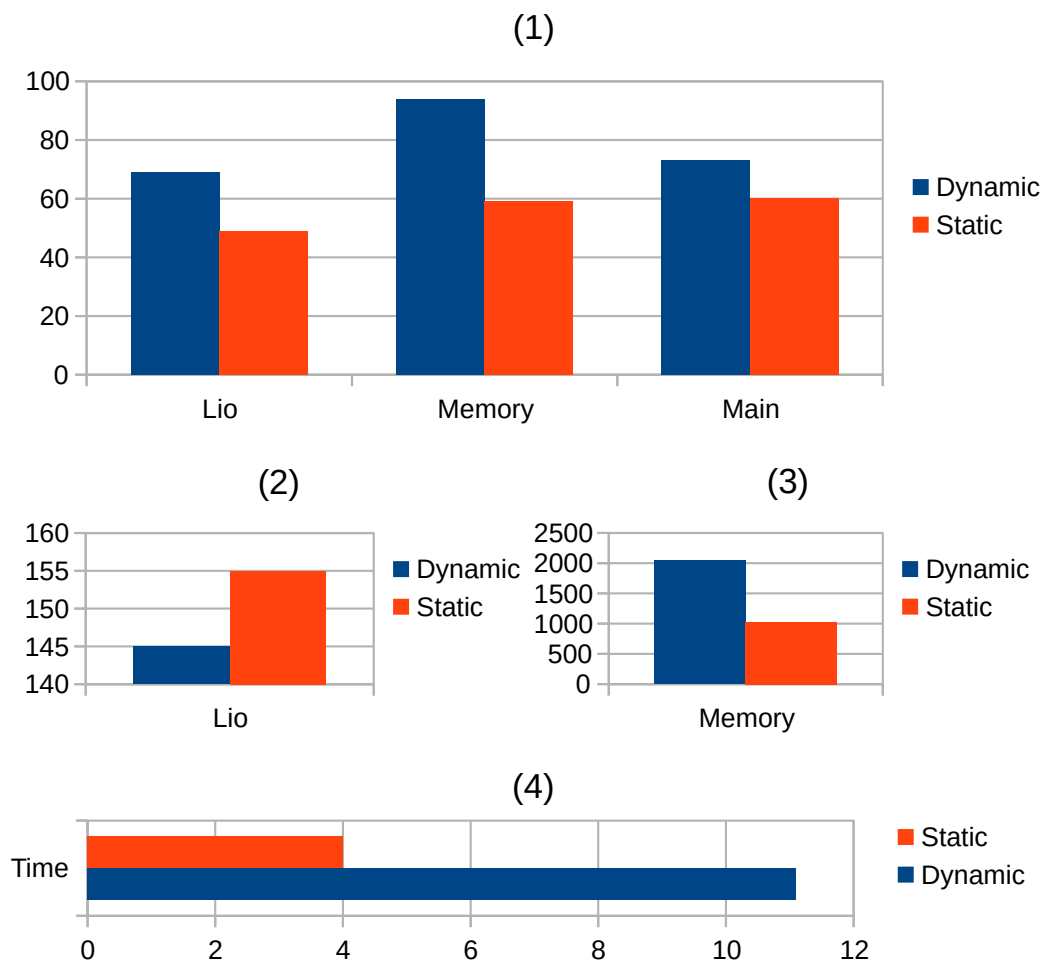 (1)
100
80
60
40
20
0
Lio Memory Main
Dynamic
Static
(2)
160
155
150
145
140
Lio
Dynamic
Static
(3)
2500
2000
1500
1000
500
0
Memory
Dynamic
Static
(4)
Time
0 2 4 6 8 10 12
Static
Dynamic